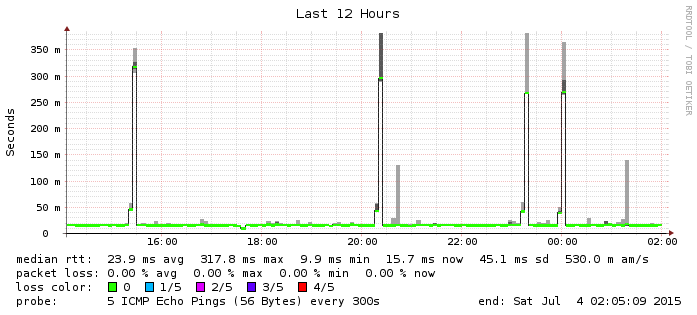 Last 12 Hours
RRDTOOL / TOBI OETIKER
Seconds
350 m
300 m
250 m
200 m
150 m
100 m
50 m
0
16:00 18:00 20:00 22:00 00:00 02:00
median rtt: 23.9 ms avg 317.8 ms max 9.9 ms min 15.7 ms now 45.1 ms sd 530.0 m am/s
packet loss: 0.00 % avg 0.00 % max 0.00 % min 0.00 % now
loss color: 0 1/5 2/5 3/5 4/5
probe: 5 ICMP Echo Pings (56 Bytes) every 300s end: Sat Jul 4 02:05:09 2015